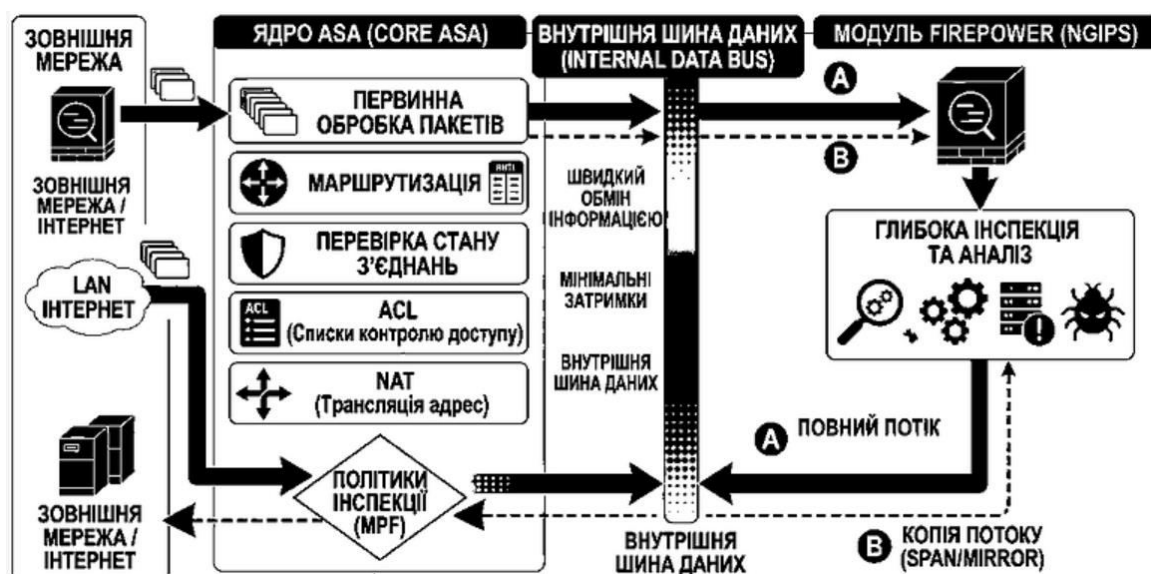 ЗОВНІШНЯ
МЕРЕЖА
ЗОВНІШНЯ
МЕРЕЖА /
ІНТЕРНЕТ
LAN
ІНТЕРНЕТ
ЗОВНІШНЯ
МЕРЕЖА /
ІНТЕРНЕТ
ЯДРО ASA (CORE ASA)
ПЕРВИННА
ОБРОБКА ПАКЕТІВ
МАРШРУТИЗАЦІЯ
ПЕРЕВІРКА СТАНУ
З’ЄДНАНЬ
ACL
ACL
(Списки контролю доступу)
NAT
(Трансляція адрес)
ПОЛІТИКИ
ІНСПЕКЦІЇ
(MPF)
ВНУТРІШНЯ ШИНА ДАНИХ
(INTERNAL DATA BUS)
ШВИДКИЙ
ОБМІН
ІНФОРМАЦІЄЮ
МІНІМАЛЬНІ
ЗАТРИМКИ
ВНУТРІШНЯ
ШИНА ДАНИХ
ВНУТРІШНЯ
ШИНА ДАНИХ
МОДУЛЬ FIREPOWER (NGIPS)
A
B
ГЛИБОКА ІНСПЕКЦІЯ
ТА АНАЛІЗ
A ПОВНИЙ ПОТІК
B КОПІЯ ПОТОКУ
(SPAN/MIRROR)